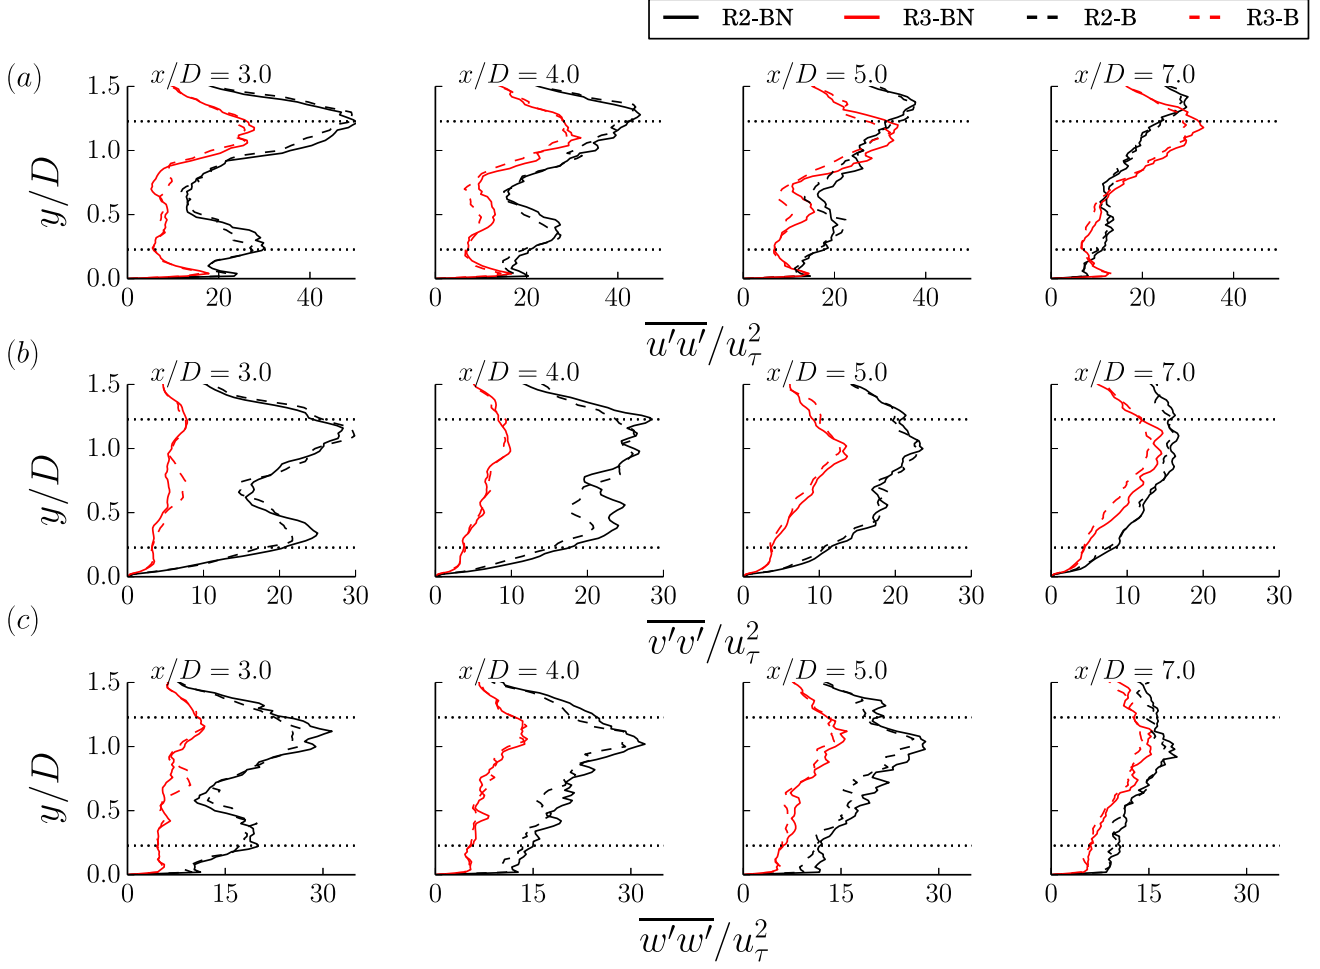 R2-BN R3-BN R2-B R3-B
(a)
x/D = 3.0 x/D = 4.0 x/D = 5.0 x/D = 7.0
y/D
1.5
1.0
0.5
0.0
0 20 40 0 20 40 0 20 40 0 20 40
u'u'/u_τ^2
(b)
x/D = 3.0 x/D = 4.0 x/D = 5.0 x/D = 7.0
y/D
1.5
1.0
0.5
0.0
0 10 20 30 0 10 20 30 0 10 20 30 0 10 20 30
v'v'/u_τ^2
(c)
x/D = 3.0 x/D = 4.0 x/D = 5.0 x/D = 7.0
y/D
1.5
1.0
0.5
0.0
0 15 30 0 15 30 0 15 30 0 15 30
w'w'/u_τ^2